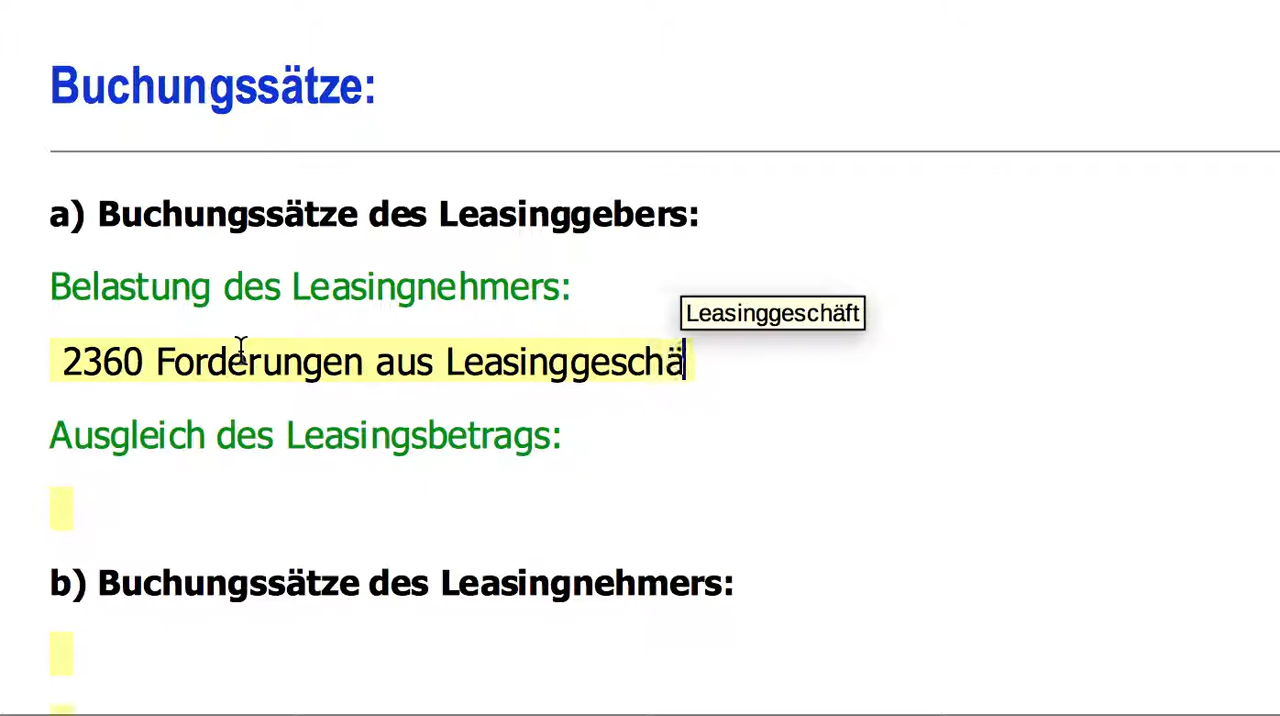 Buchungssätze:
a) Buchungssätze des Leasinggebers:
Belastung des Leasingnehmers:
Leasinggeschäft
2360 Forderungen aus Leasinggeschä
Ausgleich des Leasingsbetrags:
b) Buchungssätze des Leasingnehmers: